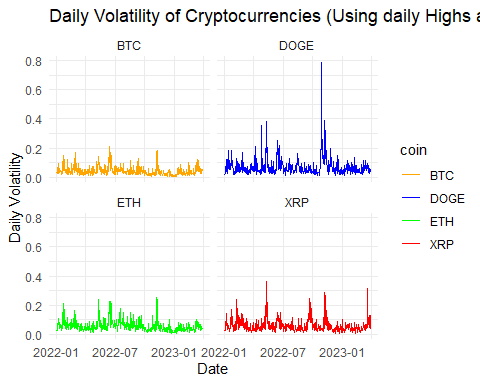 Daily Volatility of Cryptocurrencies (Using daily Highs a
BTC
DOGE
0.8
0.6
0.4
0.2
0.0
ETH
XRP
0.8
0.6
0.4
0.2
0.0
2022-01
2022-07
2023-01
2022-01
2022-07
2023-01
Date
Daily Volatility
coin
BTC
DOGE
ETH
XRP